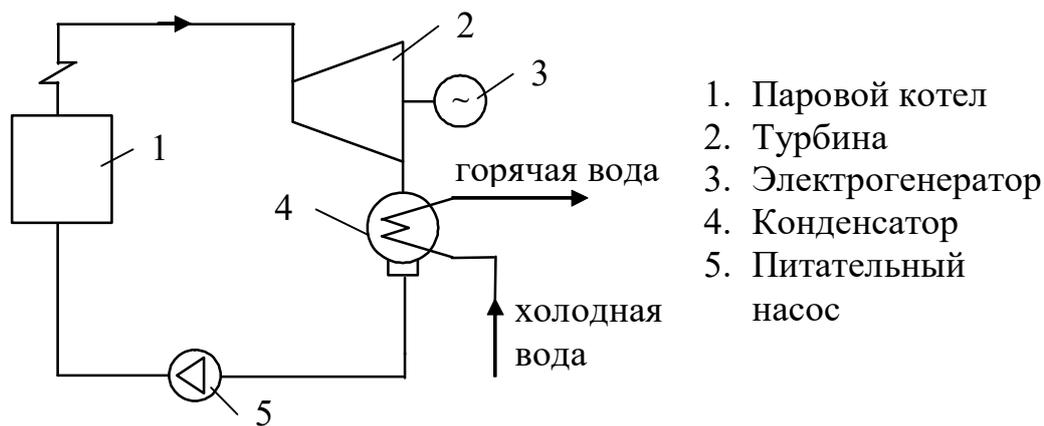 2
3
~
1
горячая вода
4
холодная
вода
5
1. Паровой котел
2. Турбина
3. Электрогенератор
4. Конденсатор
5. Питательный
насос